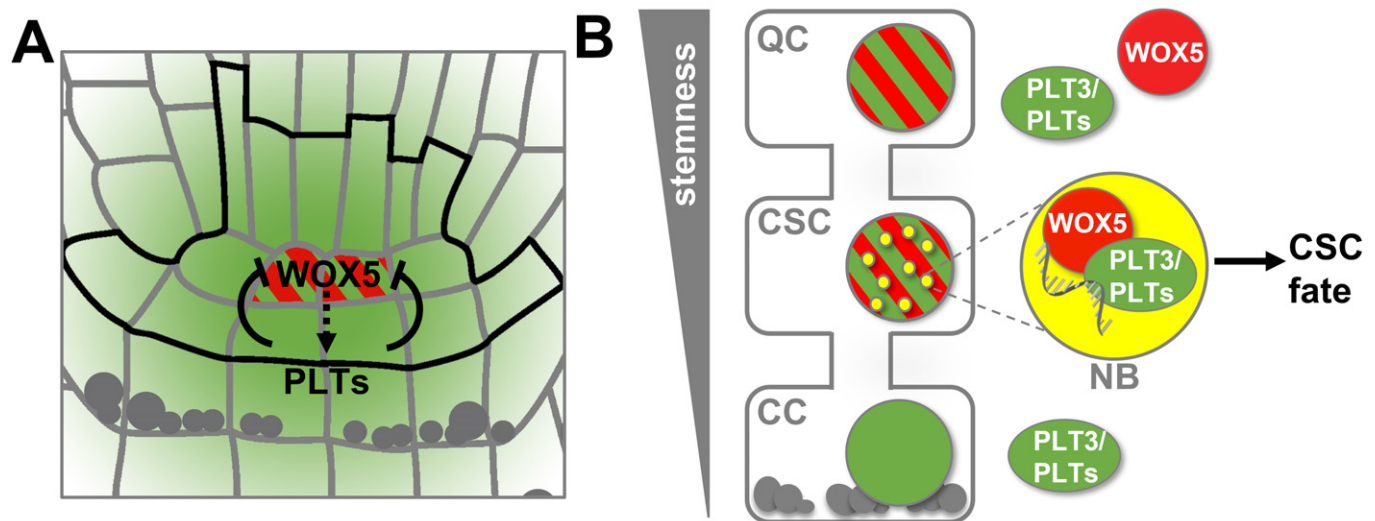 A
WOX5
PLTs
B
stemness
QC
WOX5
PLT3/
PLTs
CSC
WOX5
PLT3/
PLTs
NB
CSC
fate
CC
PLT3/
PLTs